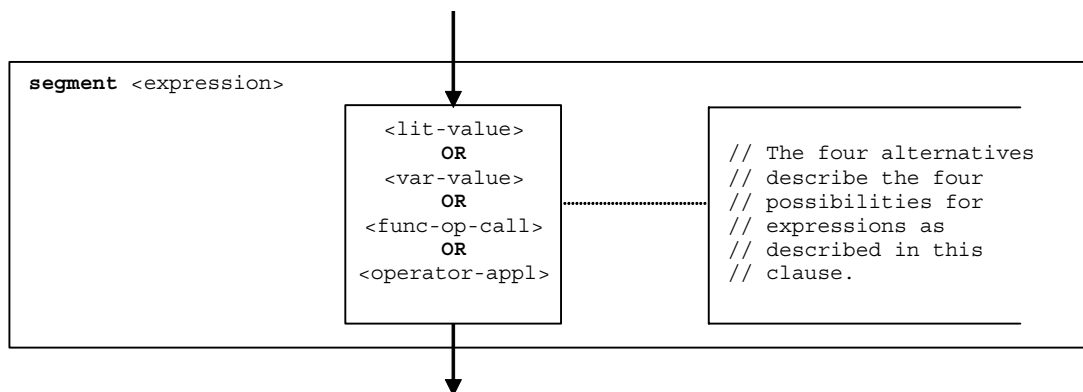 segment <expression>
<lit-value>
OR
<var-value>
OR
<func-op-call>
OR
<operator-appl>
// The four alternatives
// describe the four
// possibilities for
// expressions as
// described in this
// clause.